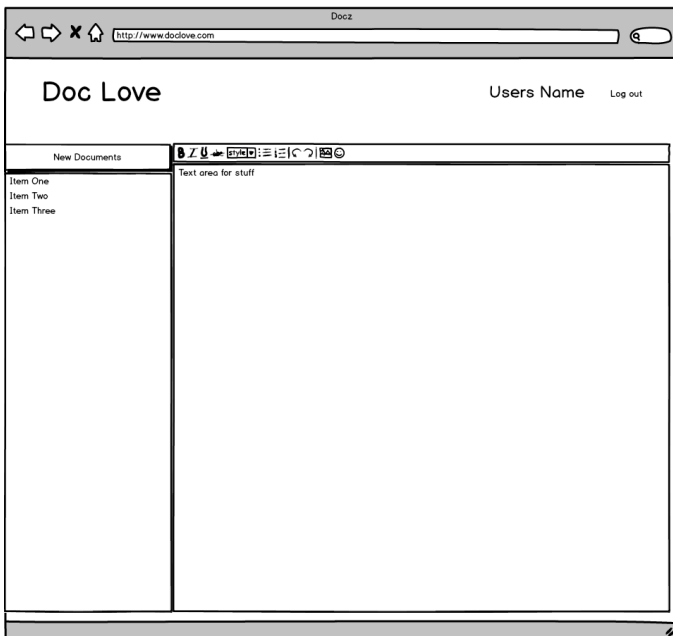 Docz
http://www.doclove.com
Doc Love
Users Name
Log out
New Documents
B I U abc style
Text area for stuff
Item One
Item Two
Item Three